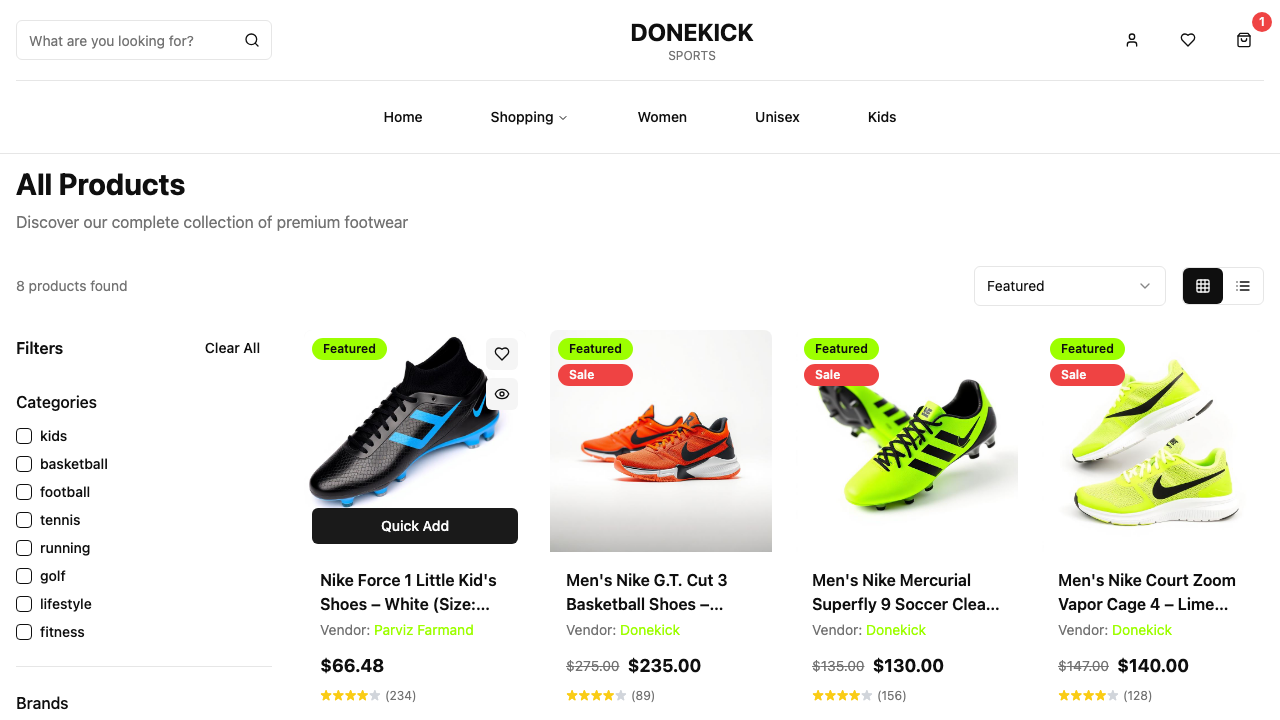 What are you looking for?
DONEKICK
SPORTS
1
Home
Shopping
Women
Unisex
Kids
All Products
Discover our complete collection of premium footwear
8 products found
Featured
Filters
Clear All
Categories
kids
basketball
football
tennis
running
golf
lifestyle
fitness
Brands
Featured
Quick Add
Nike Force 1 Little Kid's
Shoes – White (Size:...
Vendor: Parviz Farmand
$66.48
(234)
Featured
Sale
Men's Nike G.T. Cut 3
Basketball Shoes –...
Vendor: Donekick
$275.00 $235.00
(89)
Featured
Sale
Men's Nike Mercurial
Superfly 9 Soccer Clea...
Vendor: Donekick
$135.00 $130.00
(156)
Featured
Sale
Men's Nike Court Zoom
Vapor Cage 4 – Lime...
Vendor: Donekick
$147.00 $140.00
(128)